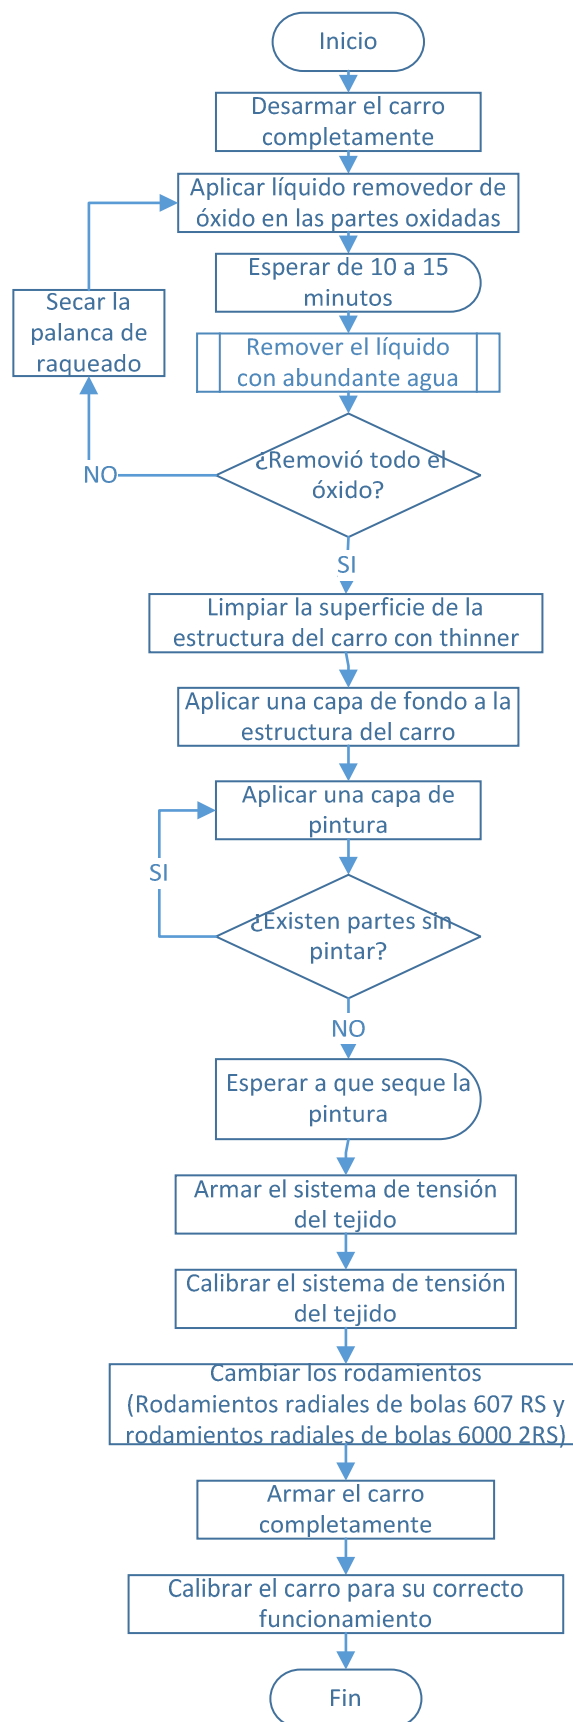 Inicio
Desarmar el carro
completamente
Aplicar líquido removedor de
óxido en las partes oxidadas
Esperar de 10 a 15
minutos
Secar la
palanca de
raqueado
Remover el líquido
con abundante agua
¿Removió todo el
óxido?
NO
SI
Limpiar la superficie de la
estructura del carro con thinner
Aplicar una capa de fondo a la
estructura del carro
Aplicar una capa de
pintura
SI
¿Existen partes sin
pintar?
NO
Esperar a que seque la
pintura
Armar el sistema de tensión
del tejido
Calibrar el sistema de tensión
del tejido
Cambiar los rodamientos
(Rodamientos radiales de bolas 607 RS y
rodamientos radiales de bolas 6000 2RS)
Armar el carro
completamente
Calibrar el carro para su correcto
funcionamiento
Fin